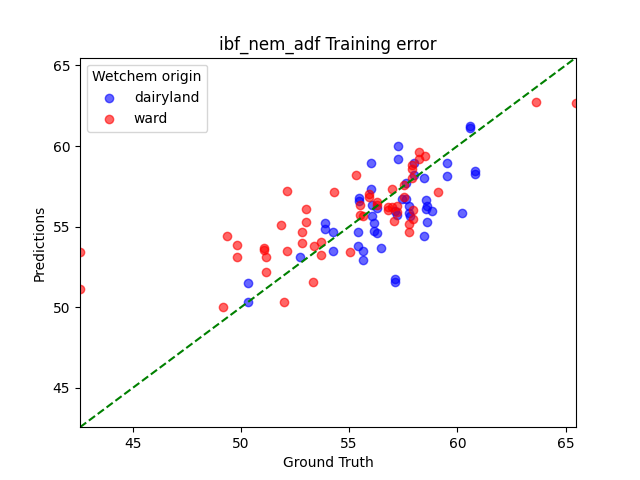 ibf_nem_adf Training error
Wetchem origin
dairyland
ward
Predictions
65
60
55
50
45
45
50
55
60
65
Ground Truth